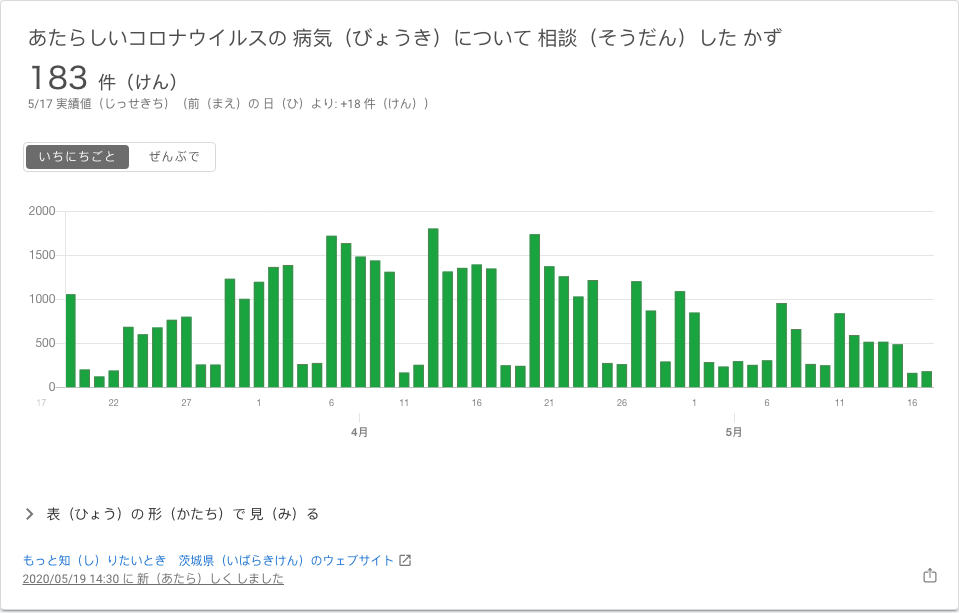 あたらしいコロナウイルスの 病気（びょうき）について 相談（そうだん）した かず
183 件（けん）
5/17 実績値（じっせきち）（前（まえ）の 日（ひ）より: +18 件（けん））
いちにちごと ぜんぶで
2000
1500
1000
500
0
17 22 27 1 6 11 16 21 26 1 6 11 16
4月 5月
表（ひょう）の 形（かたち）で 見（み）る
もっと知（し）りたいとき　茨城県（いばらきけん）のウェブサイト
2020/05/19 14:30 に 新（あたら）しく しました